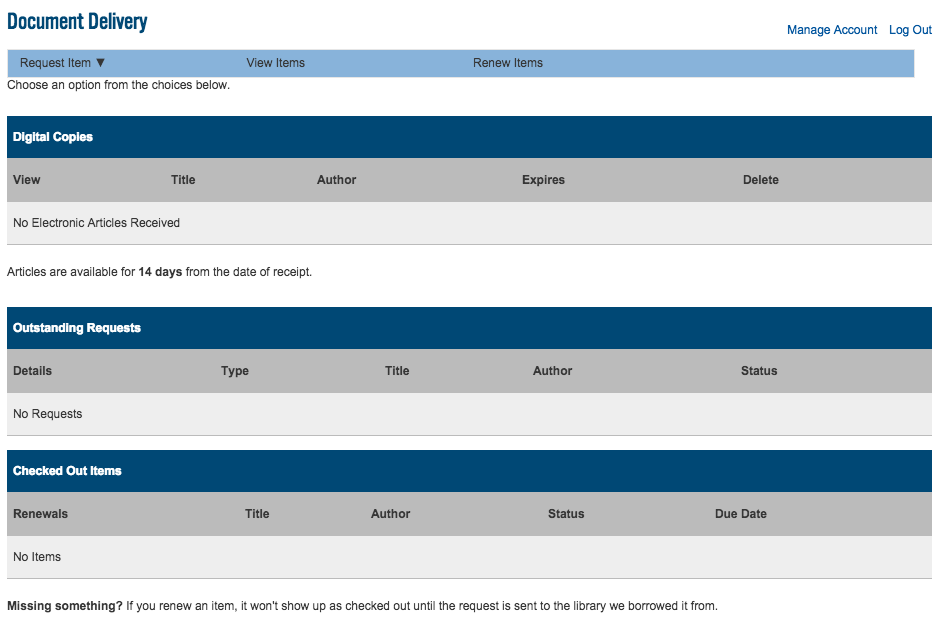 Document Delivery
Manage Account Log Out
Request Item ▼ View Items Renew Items
Choose an option from the choices below.
Digital Copies
View Title Author Expires Delete
No Electronic Articles Received
Articles are available for 14 days from the date of receipt.
Outstanding Requests
Details Type Title Author Status
No Requests
Checked Out Items
Renewals Title Author Status Due Date
No Items
Missing something? If you renew an item, it won't show up as checked out until the request is sent to the library we borrowed it from.